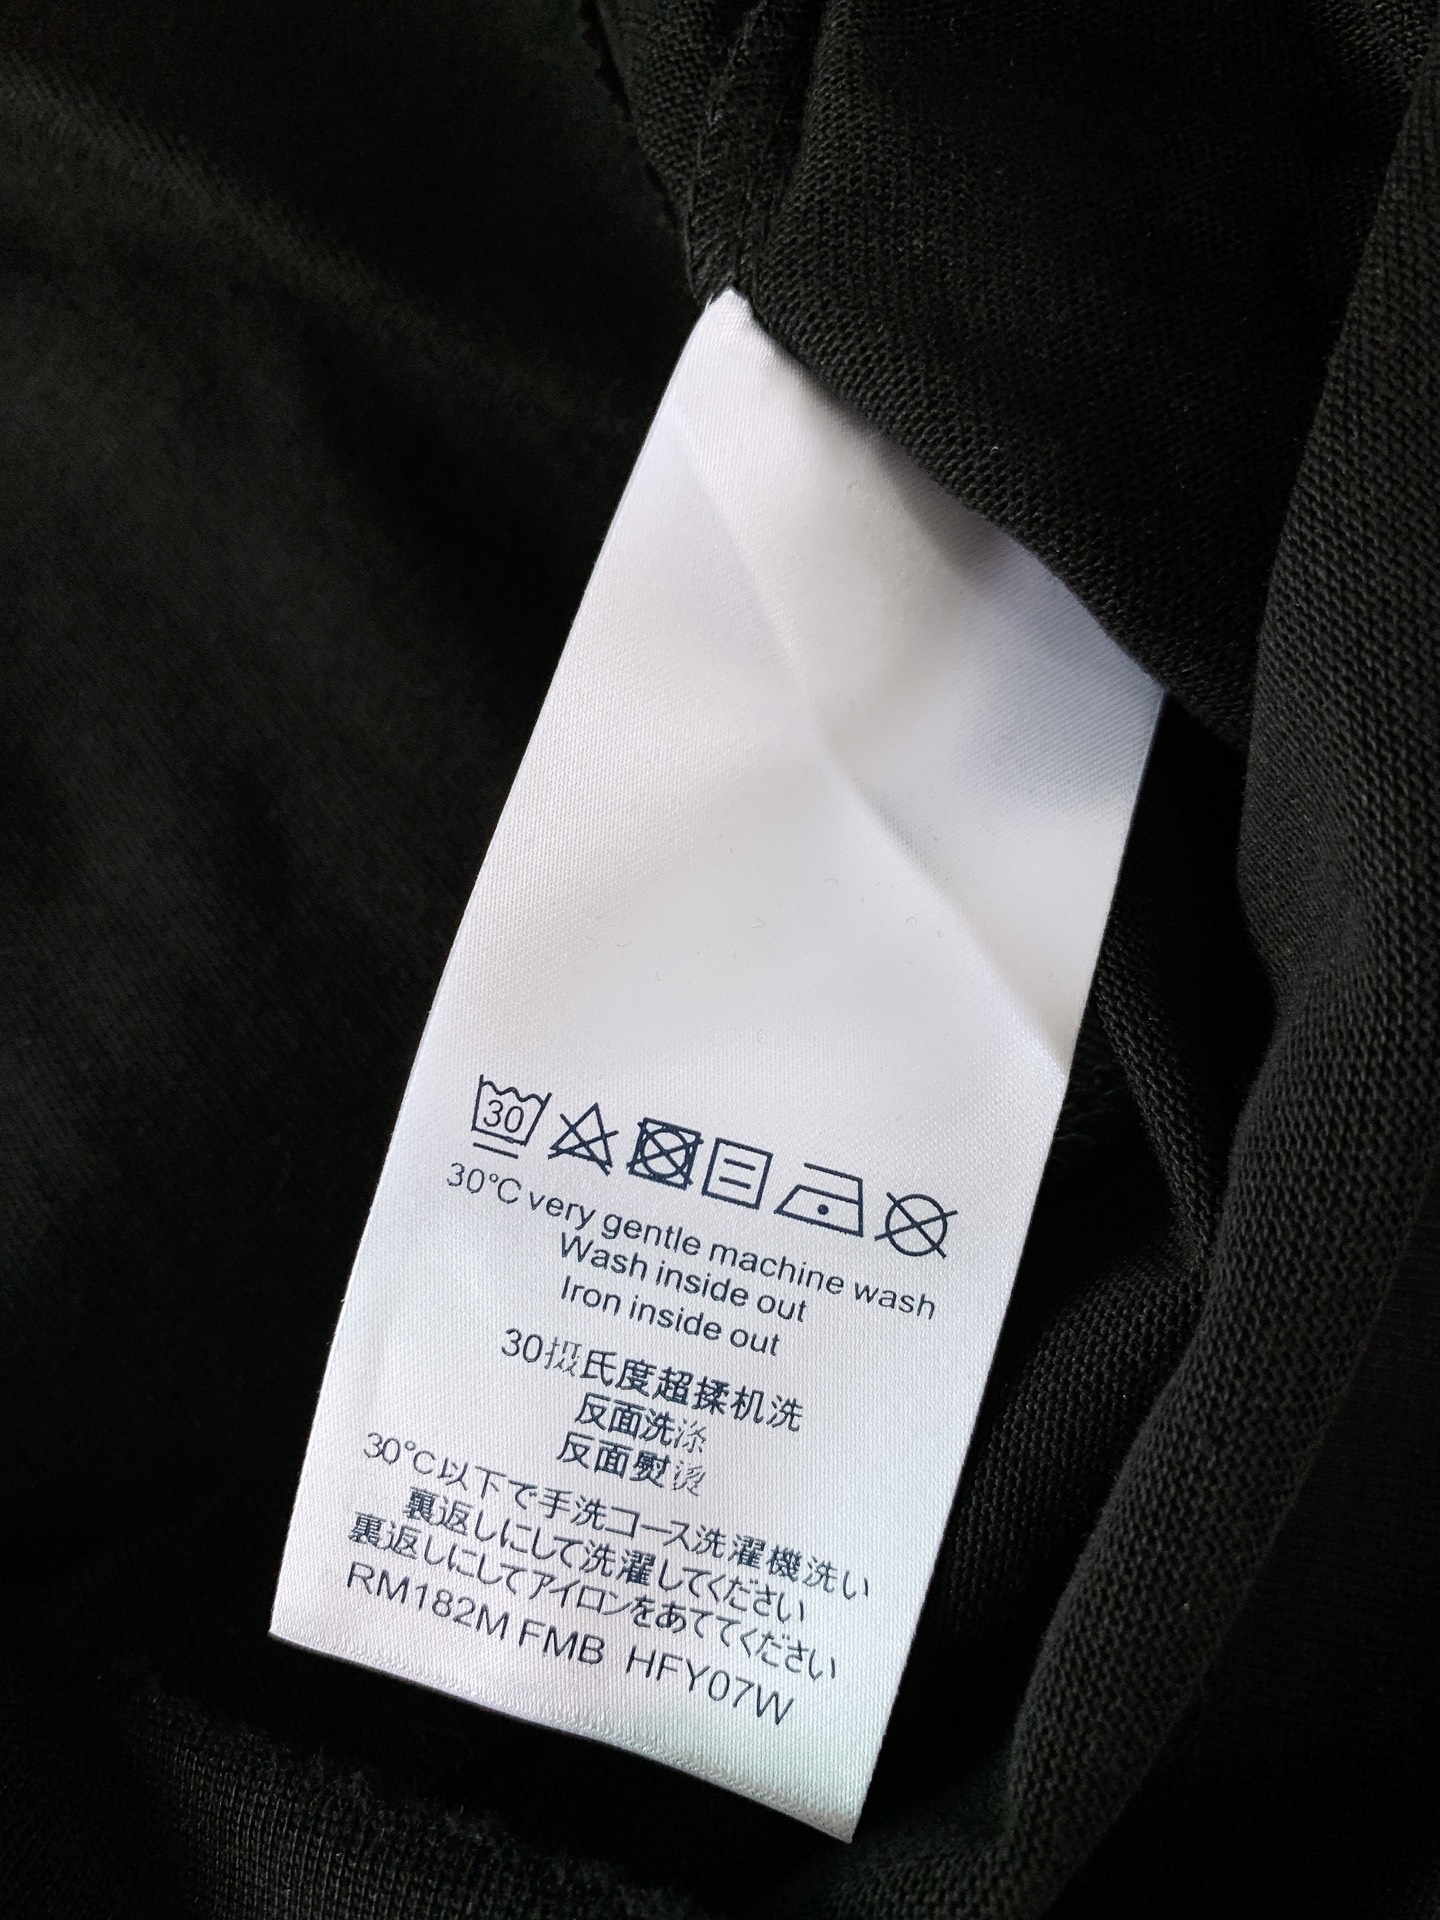 30
30°C very gentle machine wash
Wash inside out
Iron inside out
30摄氏度超揉机洗
反面洗涤
反面熨烫
30°C以下で手洗コース洗濯機洗い
裏返しにして洗濯してください
裏返しにしてアイロンをあててください
RM182M FMB HFY07W